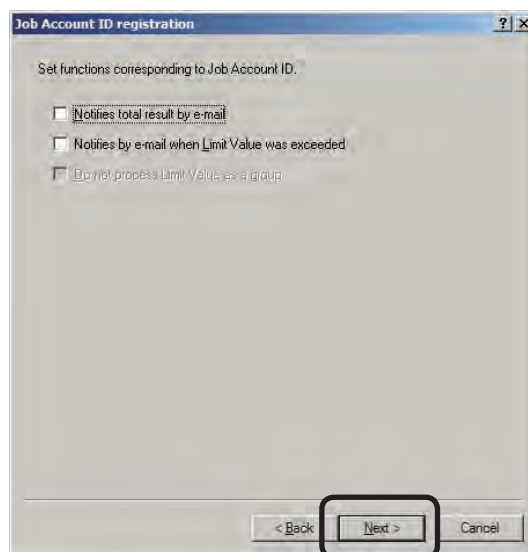 Job Account ID registration
Set functions corresponding to Job Account ID.
Notifies total result by e-mail
Notifies by e-mail when Limit Value was exceeded
Do not process Limit Value as a group
< Back Next > Cancel